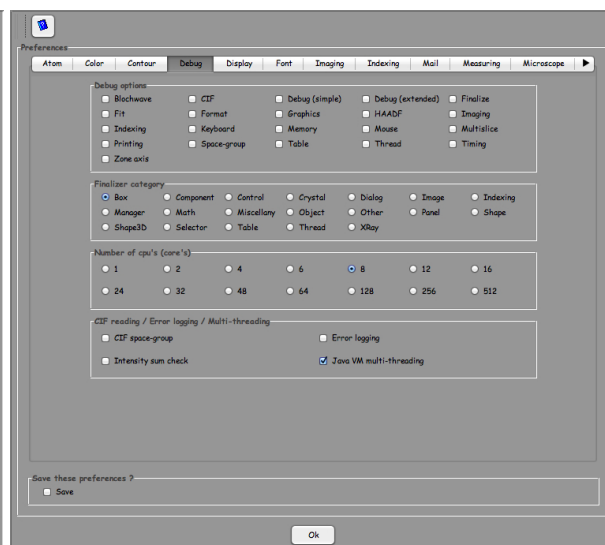 Preferences
Atom Color Contour Debug Display Font Imaging Indexing Mail Measuring Microscope
Debug options
Blochwave CIF Debug (simple) Debug (extended) Finalize
Fit Format Graphics HAADF Imaging
Indexing Keyboard Memory Mouse Multislice
Printing Space-group Table Thread Timing
Zone axis
Finalizer category
Box Component Control Crystal Dialog Image Indexing
Manager Math Miscellany Object Other Panel Shape
Shape3D Selector Table Thread XRay
Number of cpu's (core's)
1 2 4 6 8 12 16
24 32 48 64 128 256 512
CIF reading / Error logging / Multi-threading
CIF space-group Error logging
Intensity sum check Java VM multi-threading
Save these preferences ?
Save
Ok